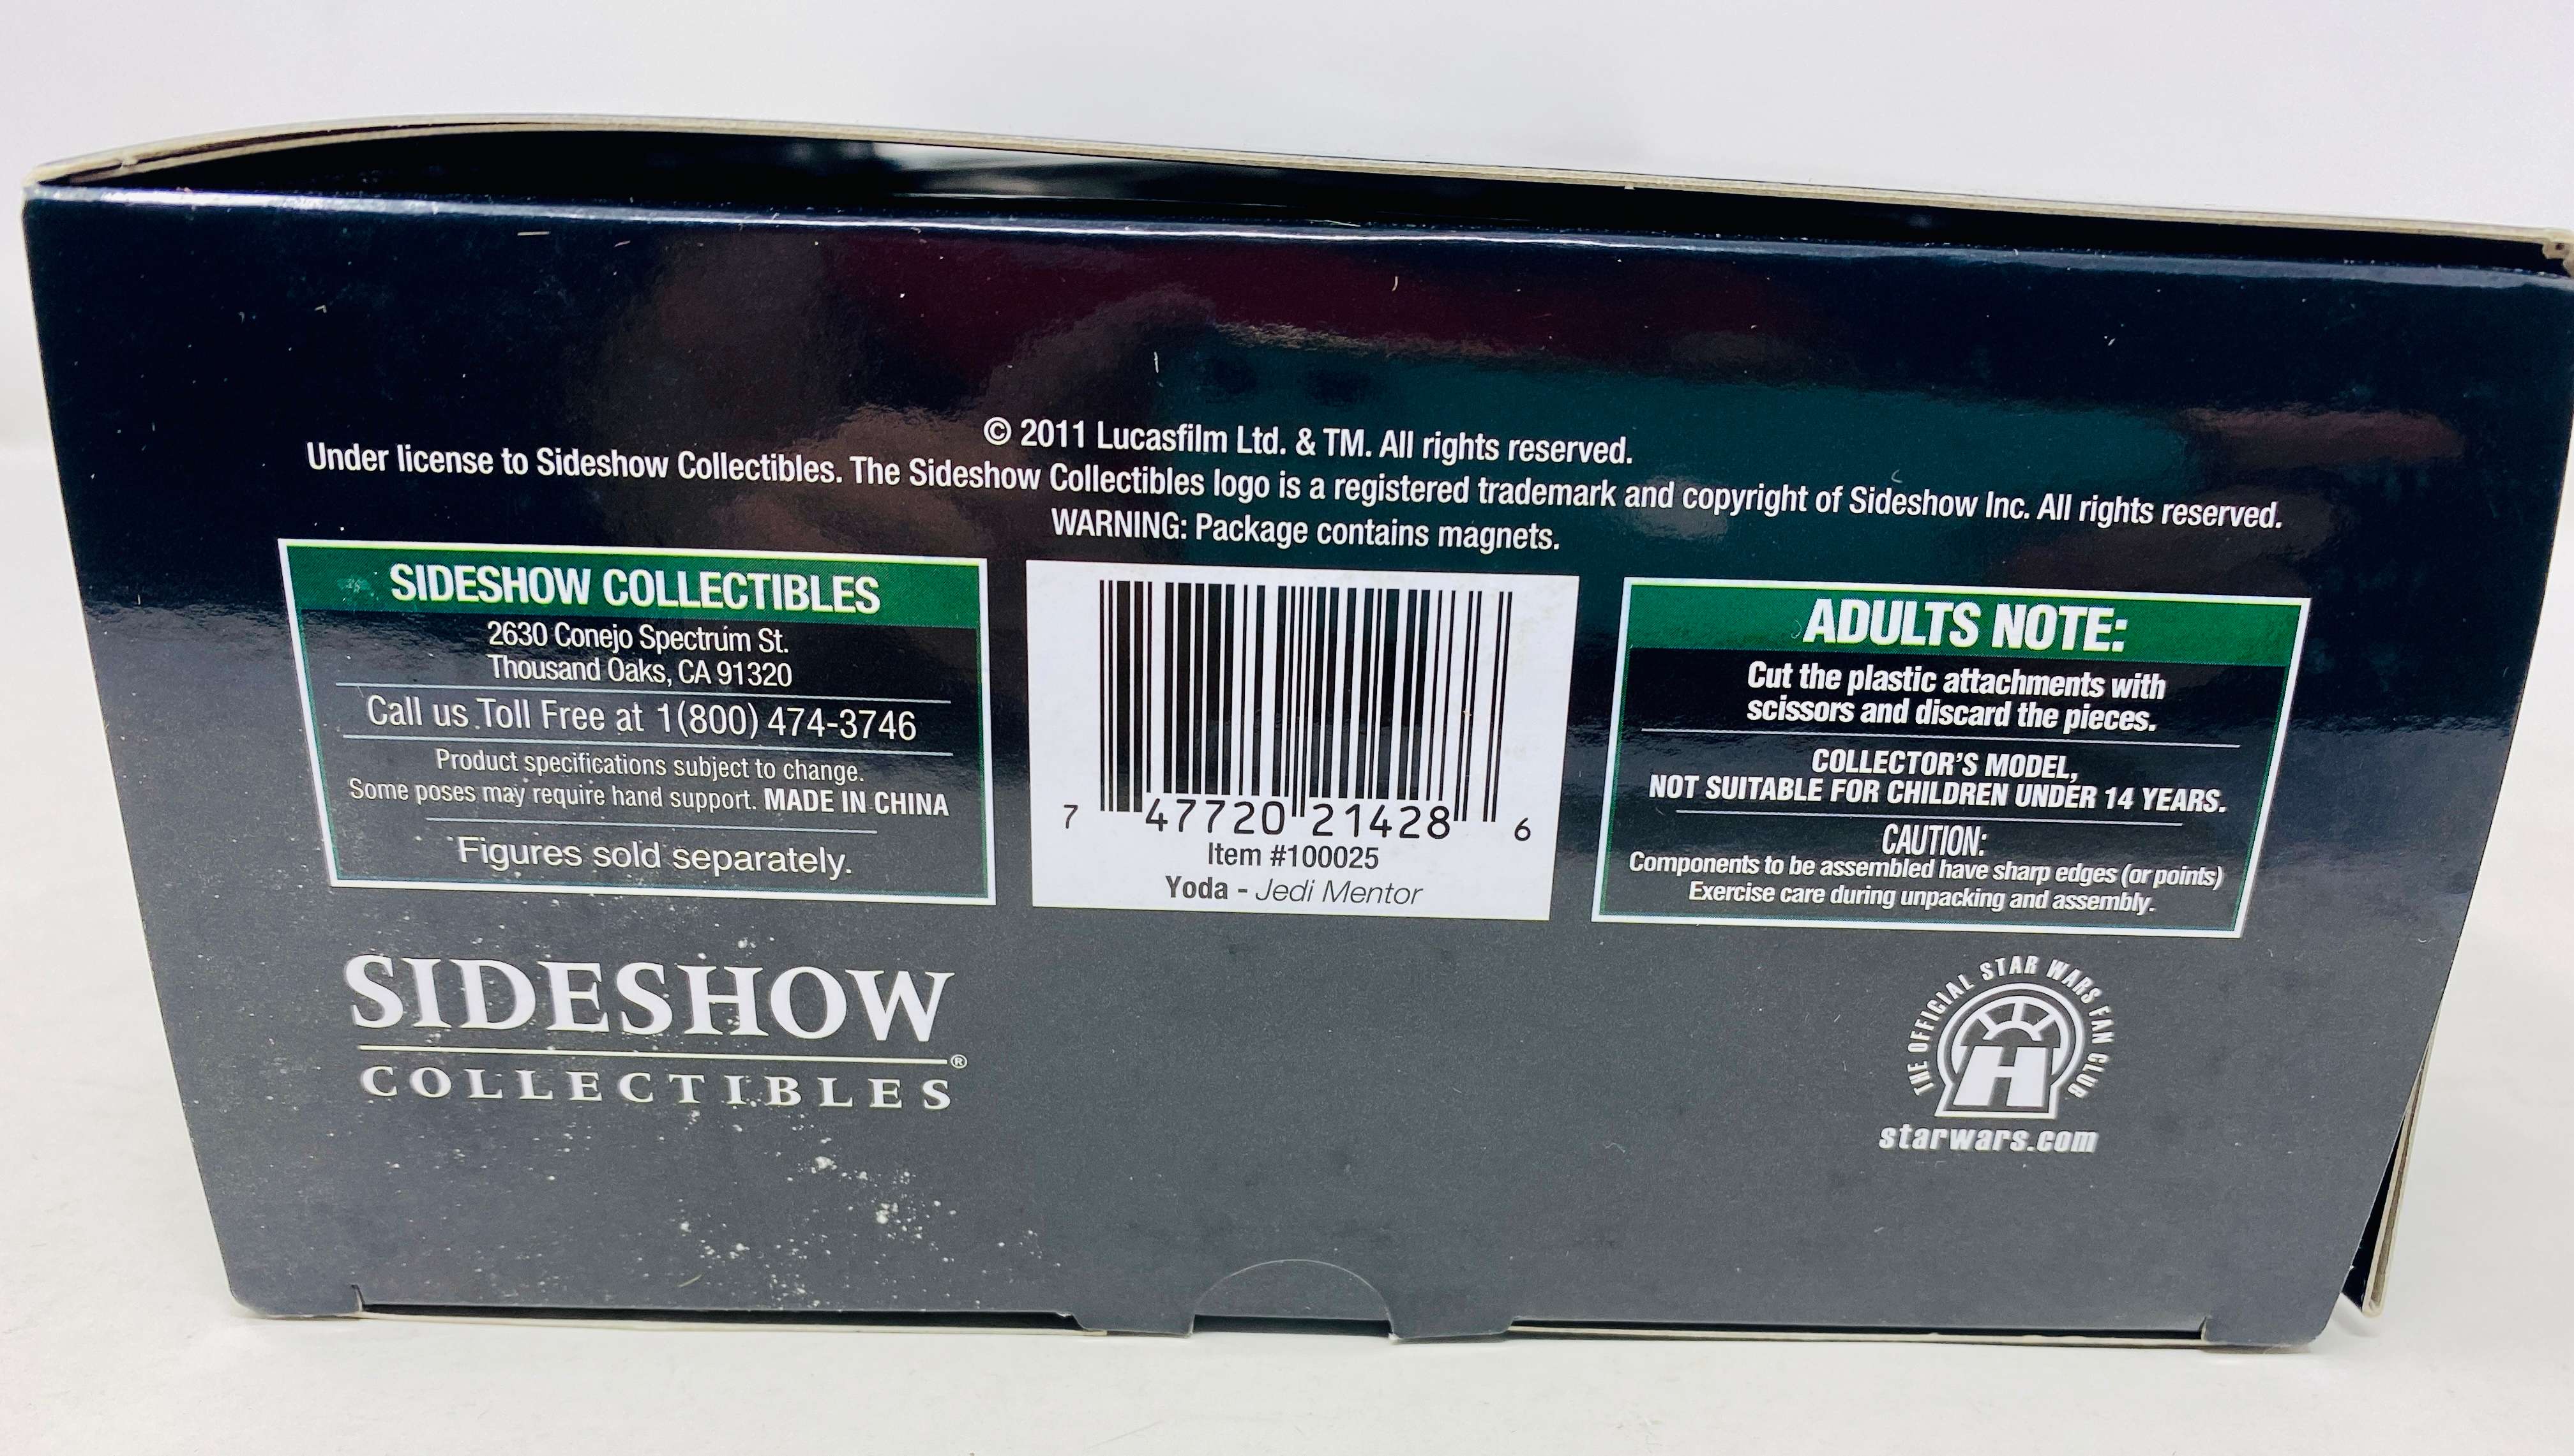 © 2011 Lucasfilm Ltd. & TM. All rights reserved.
Under license to Sideshow Collectibles. The Sideshow Collectibles logo is a registered trademark and copyright of Sideshow Inc. All rights reserved.
WARNING: Package contains magnets.
SIDESHOW COLLECTIBLES
2630 Conejo Spectrum St.
Thousand Oaks, CA 91320
Call us Toll Free at 1(800) 474-3746
Product specifications subject to change.
Some poses may require hand support. MADE IN CHINA
Figures sold separately.
7 47720 21428 6
Item #100025
Yoda - Jedi Mentor
ADULTS NOTE:
Cut the plastic attachments with
scissors and discard the pieces.
COLLECTOR'S MODEL,
NOT SUITABLE FOR CHILDREN UNDER 14 YEARS.
CAUTION:
Components to be assembled have sharp edges (or points)
Exercise care during unpacking and assembly.
SIDESHOW
COLLECTIBLES®
THE OFFICIAL STAR WARS FAN CLUB
H
starwars.com